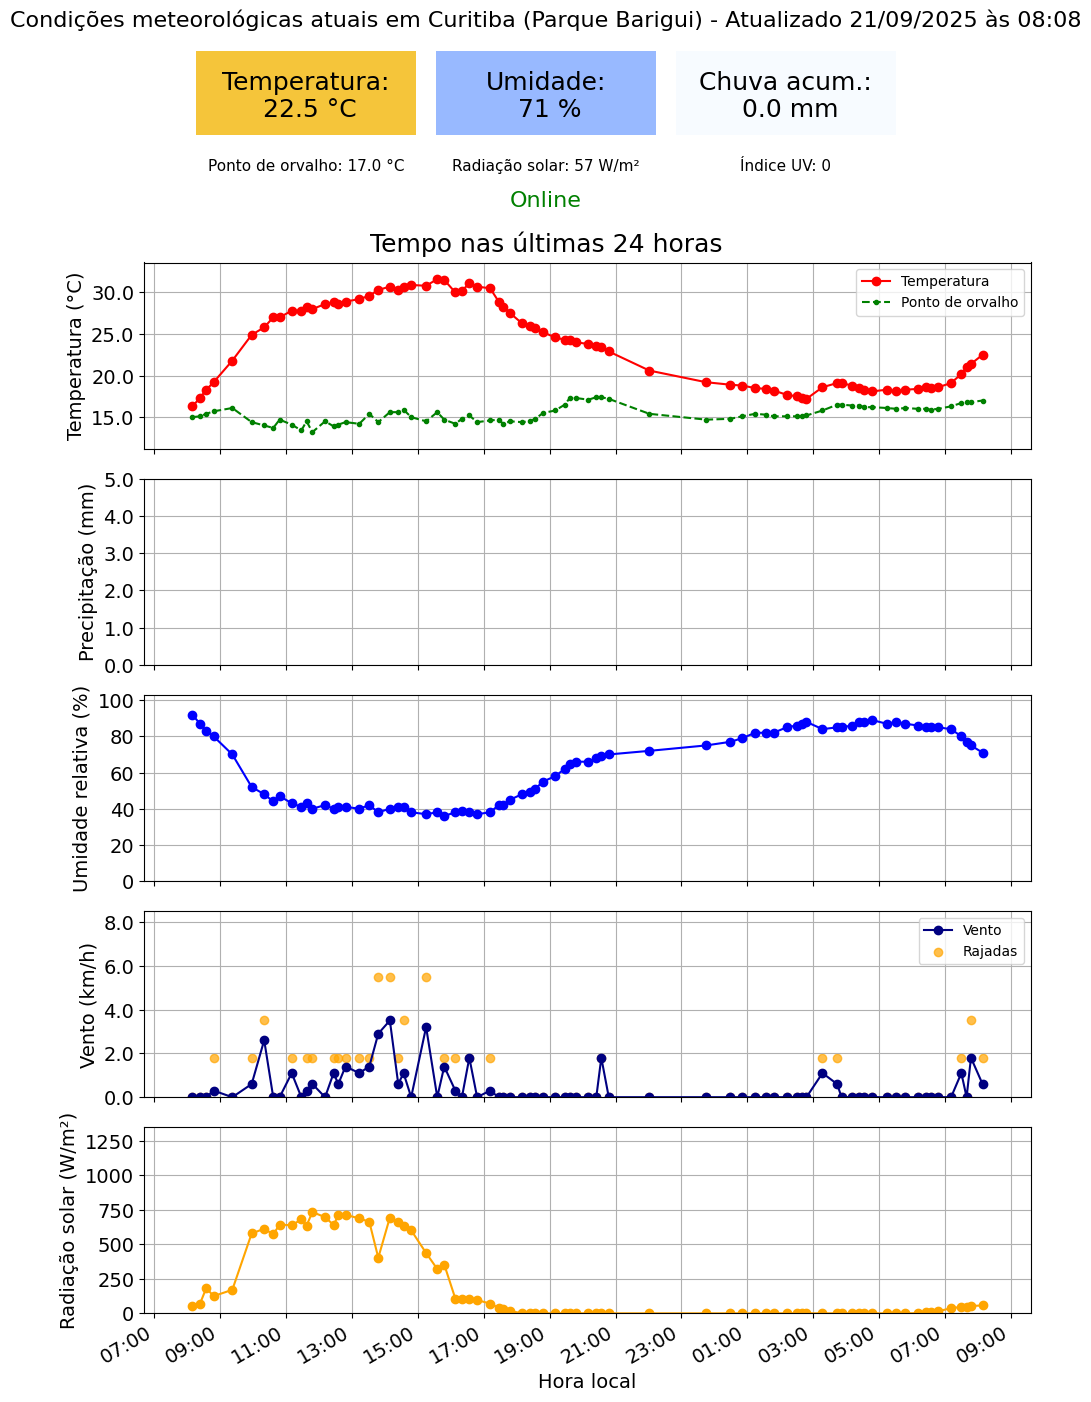 Condições meteorológicas atuais em Curitiba (Parque Barigui) - Atualizado 21/09/2025 às 08:08
Temperatura:
22.5 °C
Umidade:
71 %
Chuva acum.:
0.0 mm
Ponto de orvalho: 17.0 °C
Radiação solar: 57 W/m²
Índice UV: 0
Online
Tempo nas últimas 24 horas
Temperatura (°C)
30.0
25.0
20.0
15.0
Temperatura
Ponto de orvalho
Precipitação (mm)
5.0
4.0
3.0
2.0
1.0
0.0
Umidade relativa (%)
100
80
60
40
20
0
Vento (km/h)
8.0
6.0
4.0
2.0
0.0
Vento
Rajadas
Radiação solar (W/m²)
1250
1000
750
500
250
0
07:00
09:00
11:00
13:00
15:00
17:00
19:00
21:00
23:00
01:00
03:00
05:00
07:00
09:00
Hora local